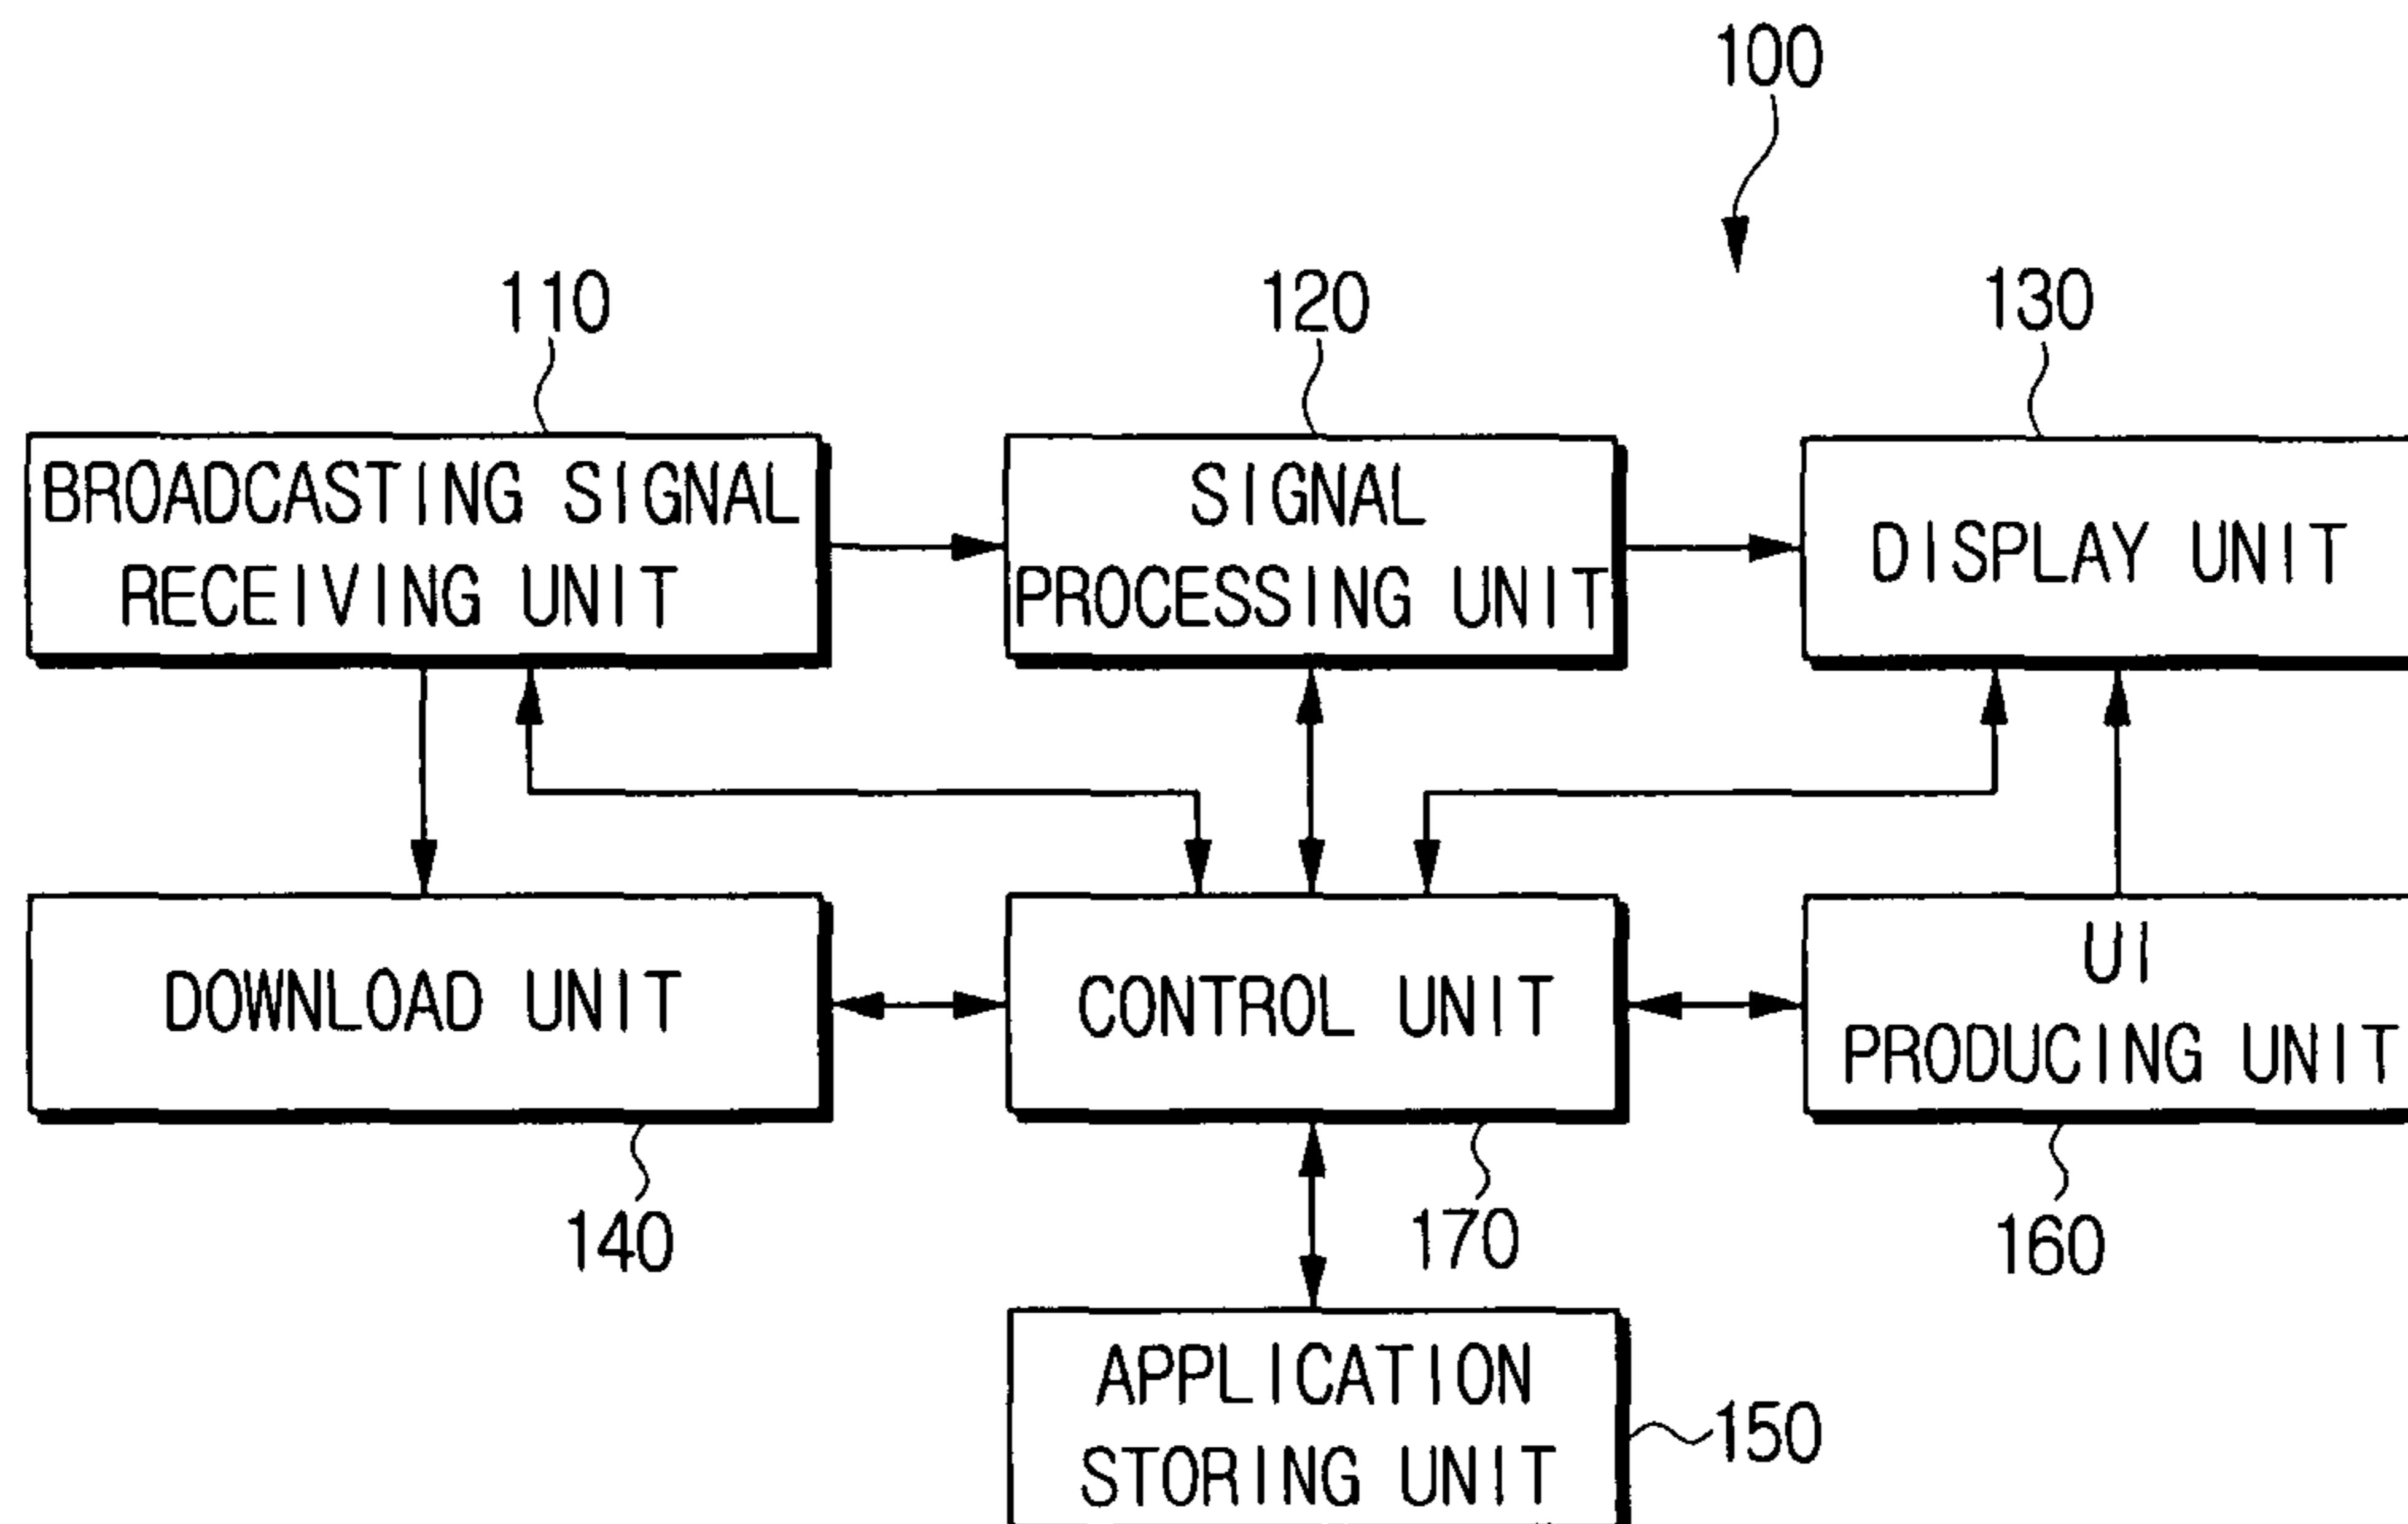 100
110
120
130
BROADCASTING SIGNAL
RECEIVING UNIT
SIGNAL
PROCESSING UNIT
DISPLAY UNIT
DOWNLOAD UNIT
CONTROL UNIT
UI
PRODUCING UNIT
140
170
160
APPLICATION
STORING UNIT
150